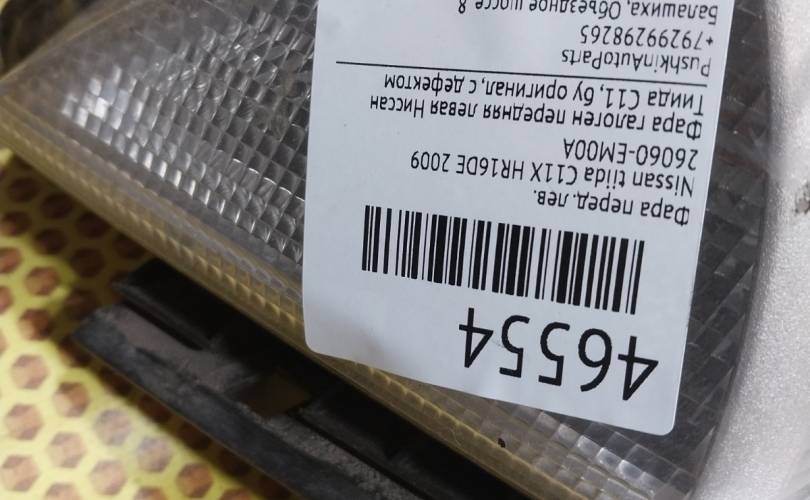 46554
Фара перед. лев.
Nissan tiida C11X HR16DE 2009
26060-EM00A
Фара галоген передняя левая Ниссан
Тиида С11, бу оригинал, с дефектом
PushkinAutoParts
+79299298265
Балашиха, Объездное шоссе 8